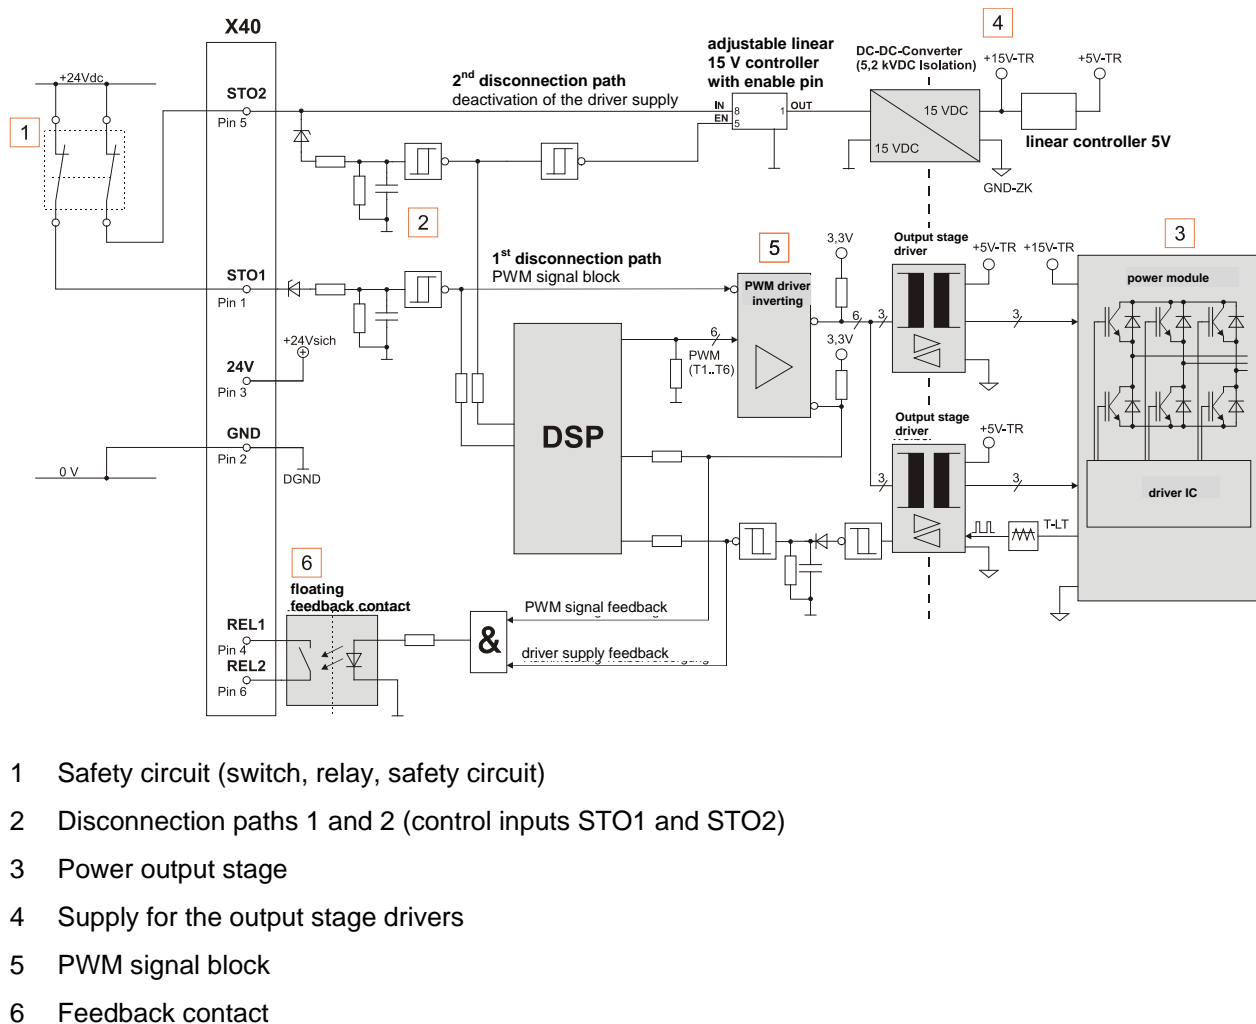 X40
+24Vdc
STO2
Pin 5
1
2nd disconnection path
deactivation of the driver supply
adjustable linear
15 V controller
with enable pin
IN
8
EN
5
1
OUT
DC-DC-Converter
(5,2 kVDC Isolation)
15 VDC
15 VDC
4
+15V-TR
+5V-TR
linear controller 5V
GND-ZK
2
STO1
Pin 1
1st disconnection path
PWM signal block
5
PWM driver
inverting
3,3V
3,3V
6
PWM
(T1..T6)
6
3
Output stage
driver
+5V-TR
+15V-TR
3
3
power module
+24Vsich
24V
Pin 3
GND
Pin 2
0 V
DGND
DSP
Output stage
driver
+5V-TR
3
3
driver IC
T-LT
6
floating
feedback contact
REL1
Pin 4
REL2
Pin 6
&
PWM signal feedback
driver supply feedback
1 Safety circuit (switch, relay, safety circuit)
2 Disconnection paths 1 and 2 (control inputs STO1 and STO2)
3 Power output stage
4 Supply for the output stage drivers
5 PWM signal block
6 Feedback contact